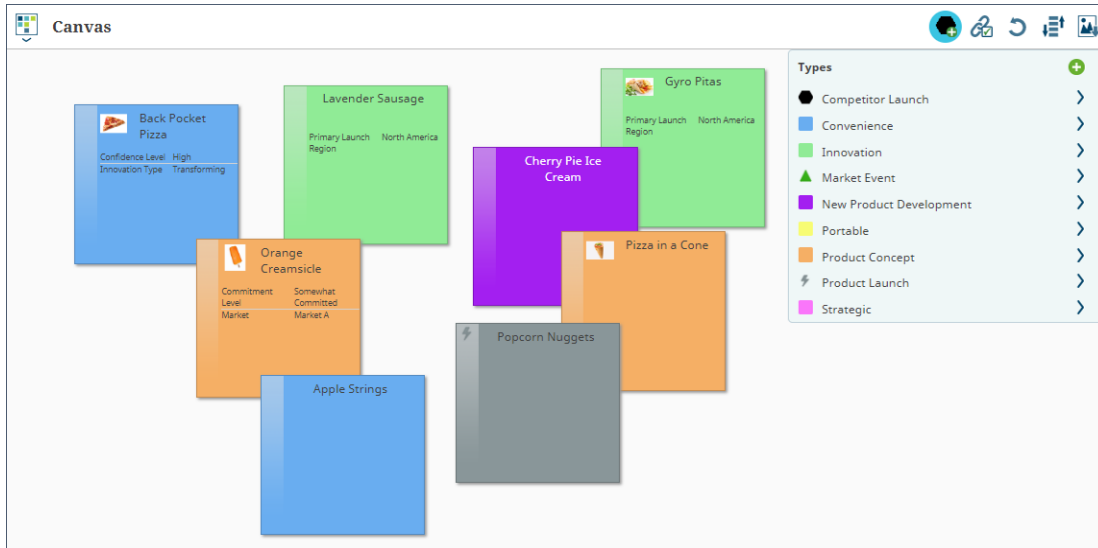 Canvas
Back Pocket
Pizza
Confidence Level High
Innovation Type Transforming
Lavender Sausage
Primary Launch North America
Region
Gyro Pitas
Primary Launch North America
Region
Cherry Pie Ice
Cream
Orange
Creamsicle
Commitment Somewhat
Level Committed
Market Market A
Pizza in a Cone
Popcorn Nuggets
Apple Strings
Types
Competitor Launch
Convenience
Innovation
Market Event
New Product Development
Portable
Product Concept
Product Launch
Strategic